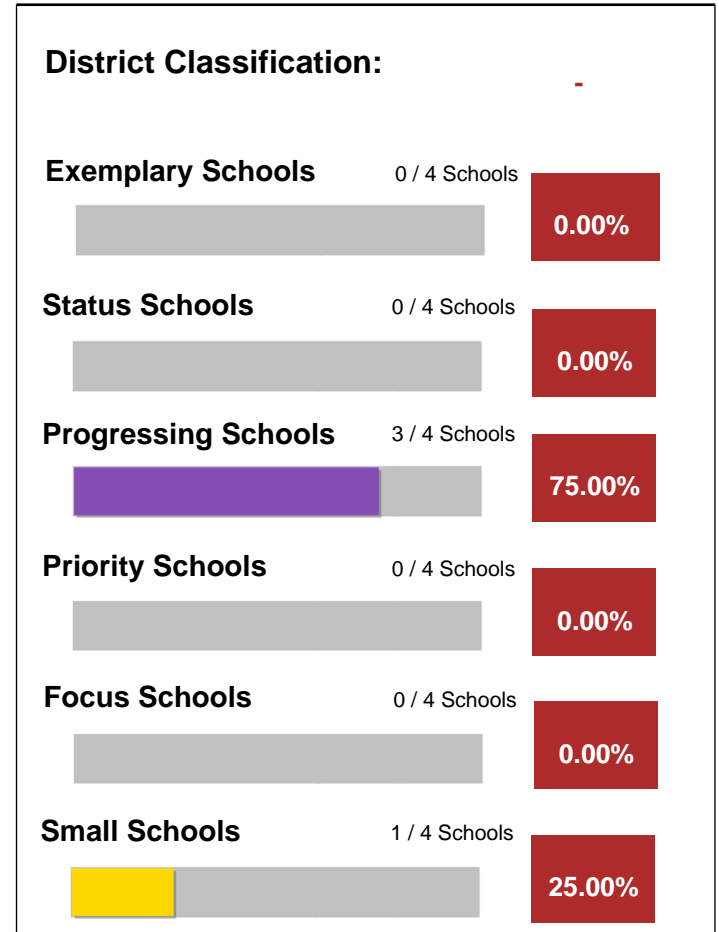 District Classification: -
Exemplary Schools 0 / 4 Schools 0.00%
Status Schools 0 / 4 Schools 0.00%
Progressing Schools 3 / 4 Schools 75.00%
Priority Schools 0 / 4 Schools 0.00%
Focus Schools 0 / 4 Schools 0.00%
Small Schools 1 / 4 Schools 25.00%